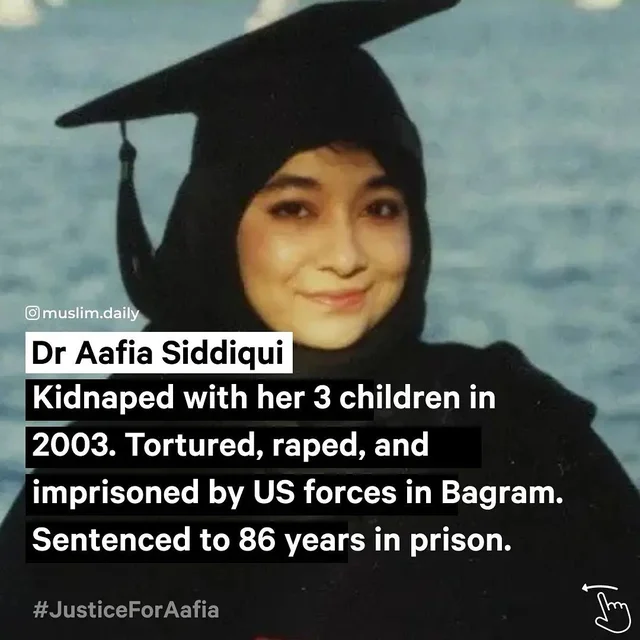 muslim.daily
Dr Aafia Siddiqui
Kidnaped with her 3 children in
2003. Tortured, raped, and
imprisoned by US forces in Bagram.
Sentenced to 86 years in prison.
#JusticeForAafia